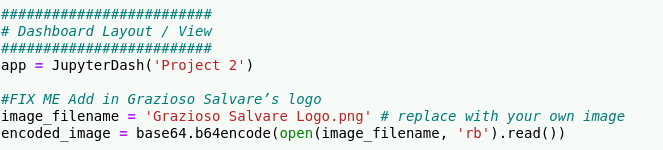 #########################
# Dashboard Layout / View
#########################
app = JupyterDash('Project 2')
#FIX ME Add in Grazioso Salvare’s logo
image_filename = 'Grazioso Salvare Logo.png' # replace with your own image
encoded_image = base64.b64encode(open(image_filename, 'rb').read())